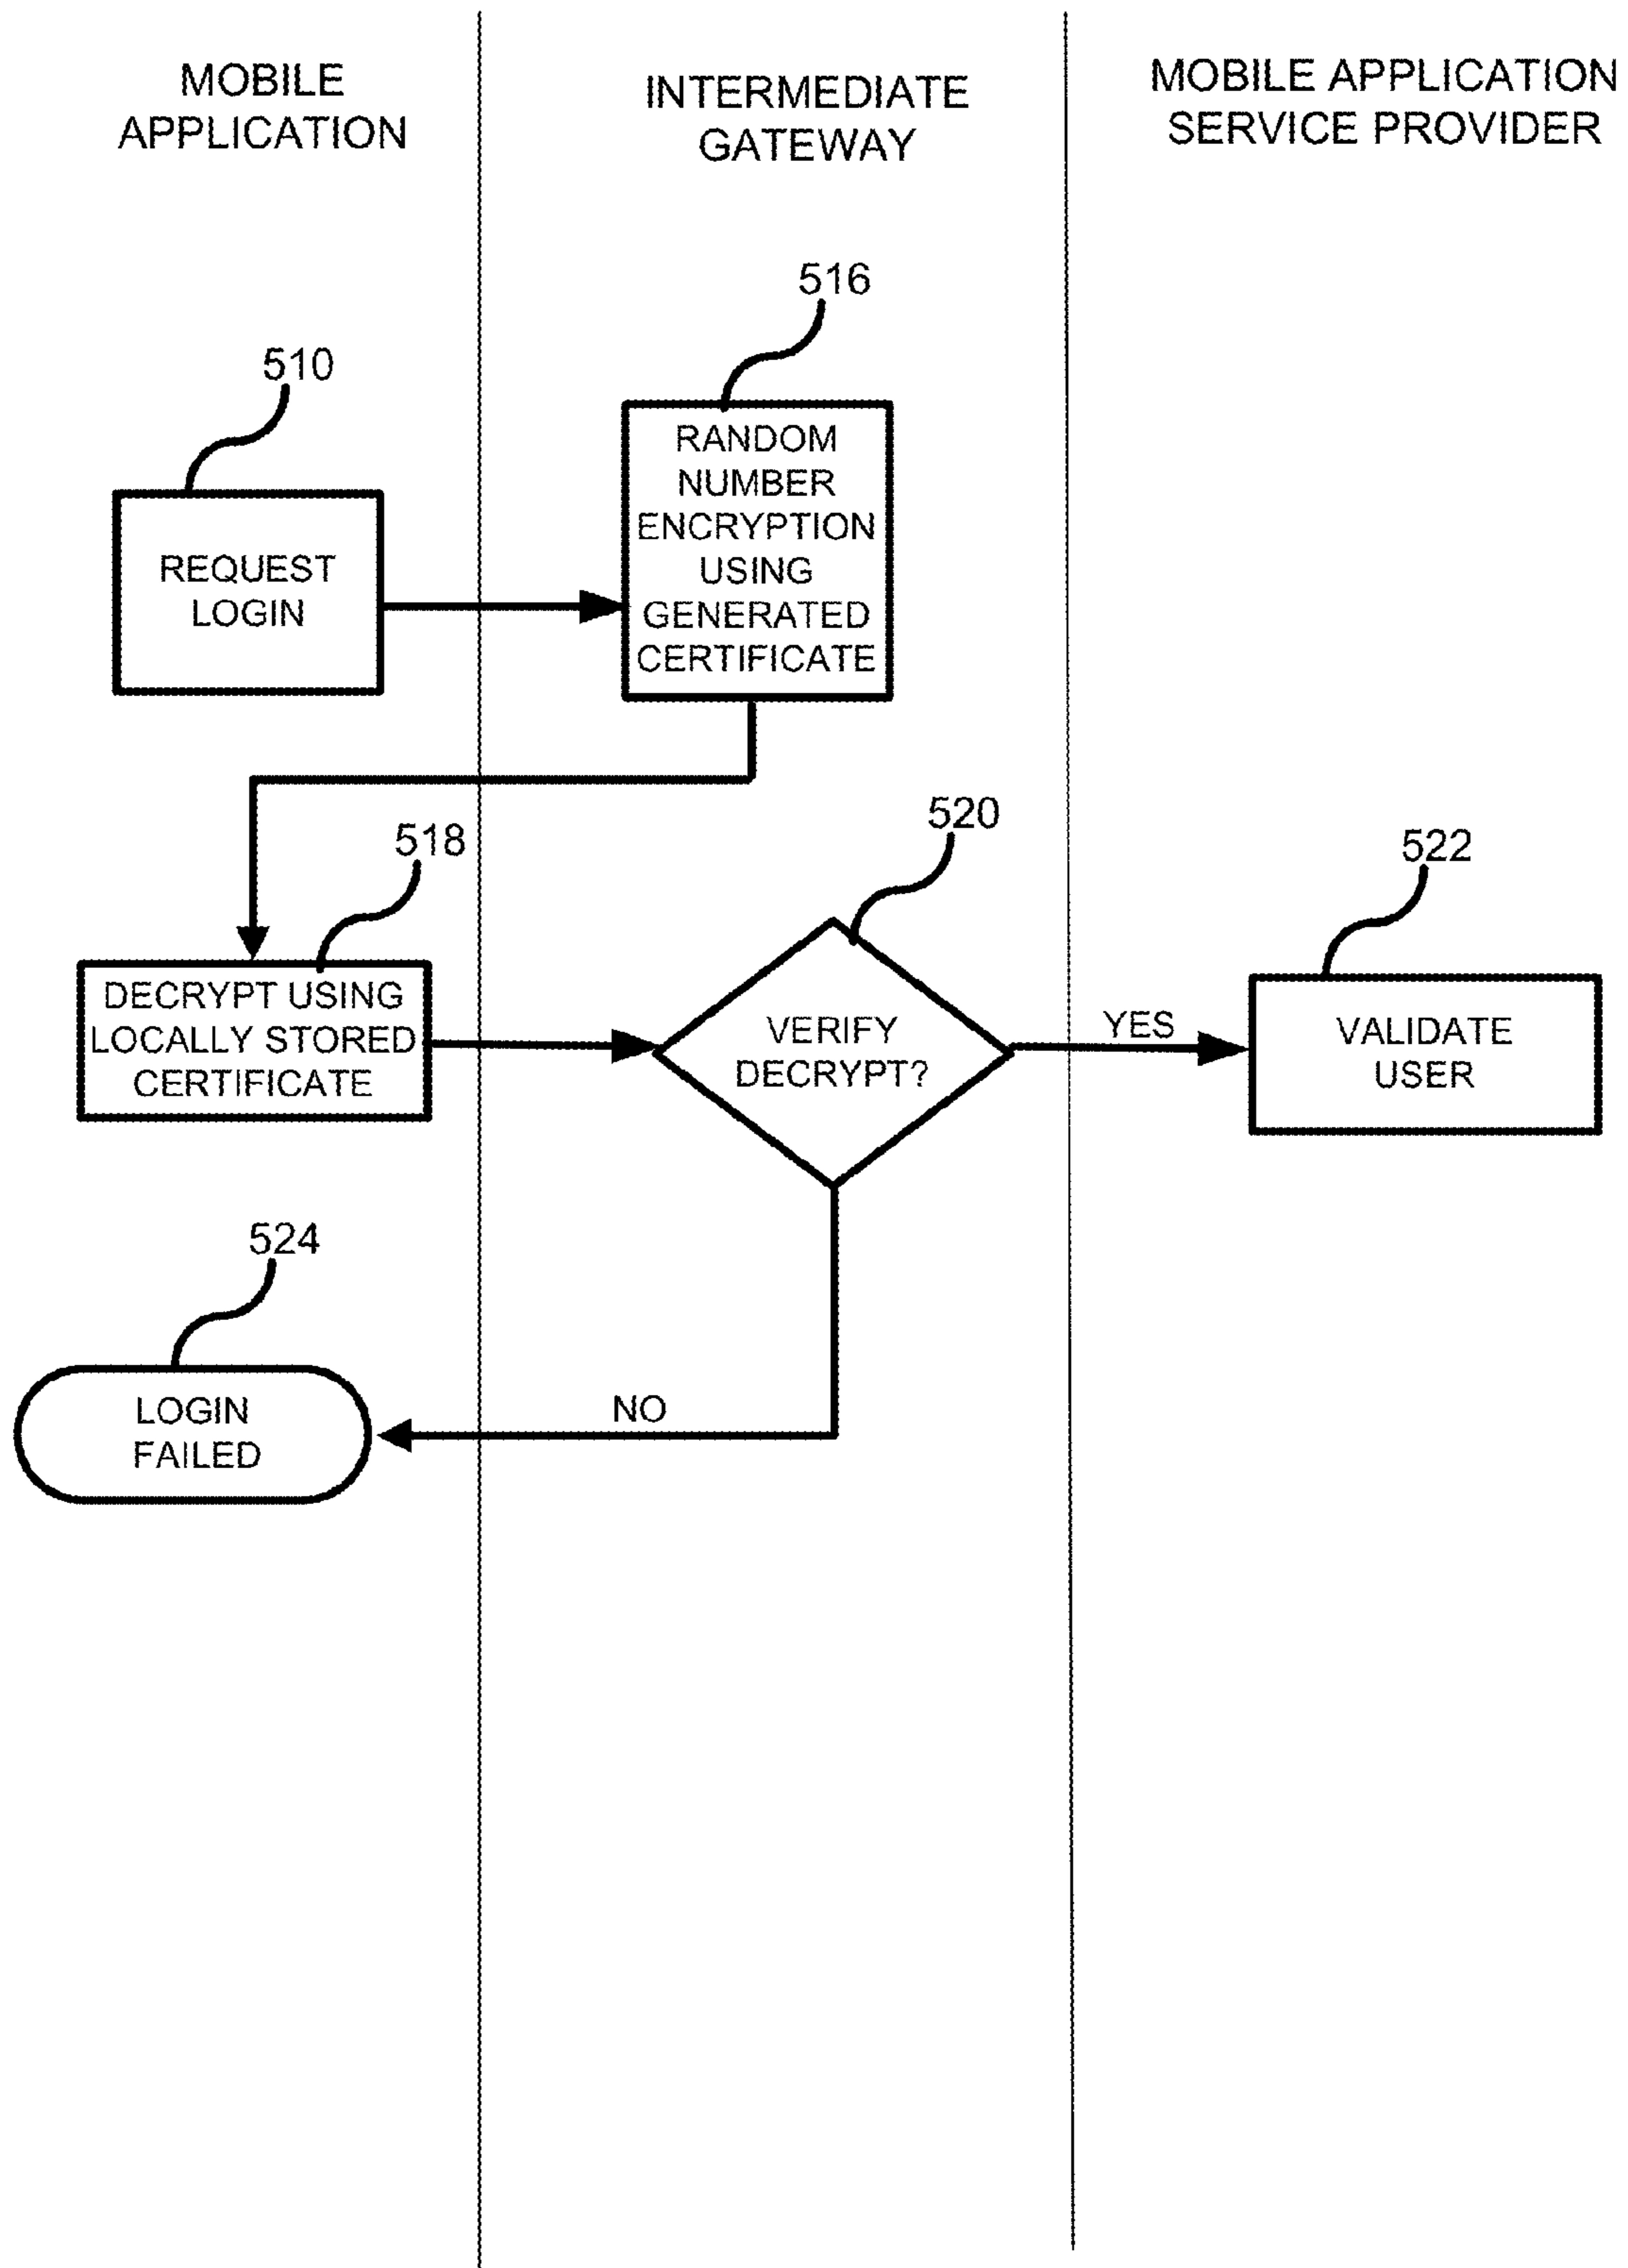 MOBILE
APPLICATION
INTERMEDIATE
GATEWAY
MOBILE APPLICATION
SERVICE PROVIDER
516
510
RANDOM
NUMBER
ENCRYPTION
USING
GENERATED
CERTIFICATE
REQUEST
LOGIN
520
518
522
DECRYPT USING
LOCALLY STORED
CERTIFICATE
VERIFY
DECRYPT?
YES
VALIDATE
USER
524
NO
LOGIN
FAILED